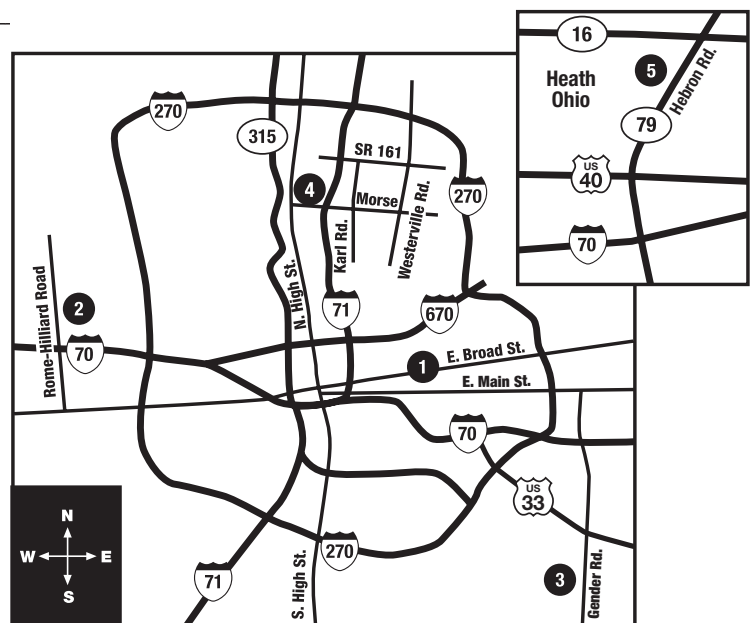 16
5
Heath
Ohio
Hebron Rd.
79
US
40
70
270
315
SR 161
4
Morse
270
Karl Rd.
Westerville Rd.
N. High St.
Rome-Hilliard Road
2
71
670
70
1
E. Broad St.
E. Main St.
70
US
33
N
W
E
S
270
71
S. High St.
3
Gender Rd.